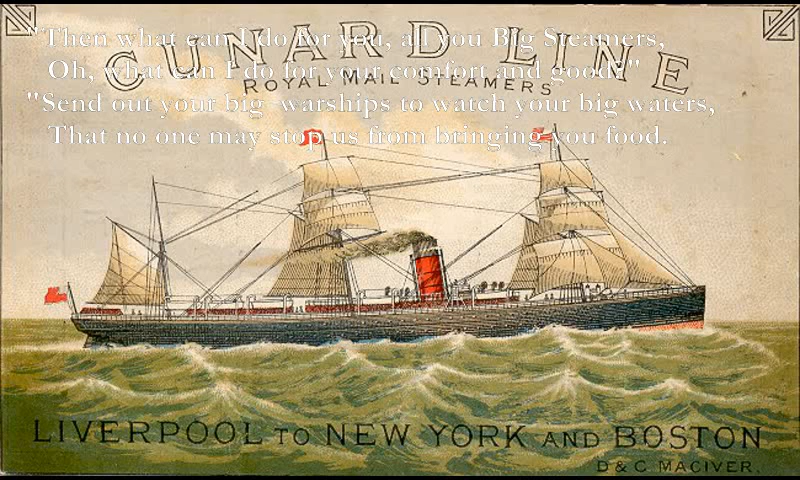 "Then what can I do for you, all you Big Steamers,
Oh, what can I do for your comfort and good?"
"Send out your big warships to watch your big waters,
That no one may stop us from bringing you food.
CUNARD LINE
ROYAL MAIL STEAMERS
LIVERPOOL TO NEW YORK AND BOSTON
D & C MACIVER.